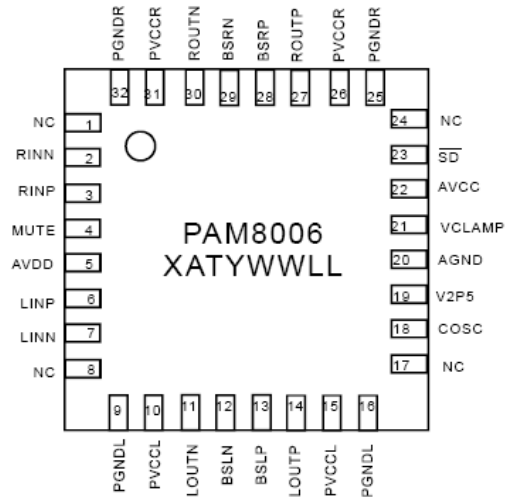 PGNDR PVCCR ROUTN BSRN BSRP ROUTP PVCCR PGNDR
32 31 30 29 28 27 26 25
NC 1
RINN 2
RINP 3
MUTE 4
AVDD 5
LINP 6
LINN 7
NC 8
24 NC
23 SD
22 AVCC
21 VCLAMP
20 AGND
19 V2P5
18 COSC
17 NC
PAM8006
XATYWWLL
9 10 11 12 13 14 15 16
PGNDL PVCCL LOUTN BSLN BSLP LOUTP PVCCL PGNDL